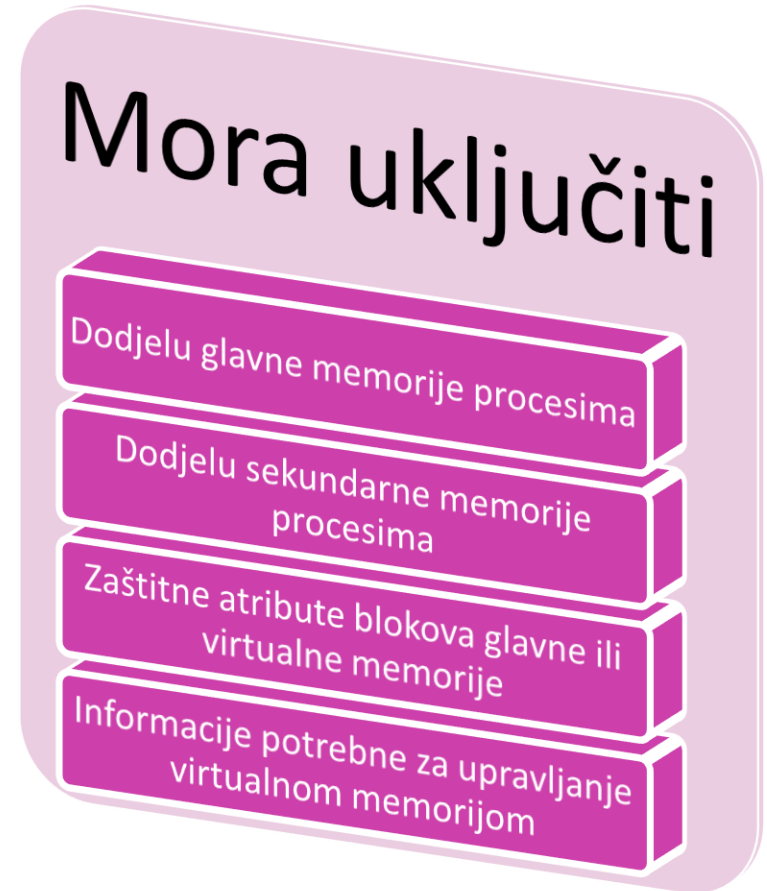 Mora uključiti
Dodjelu glavne memorije procesima
Dodjelu sekundarne memorije
procesima
Zaštitne atribute blokova glavne ili
virtualne memorije
Informacije potrebne za upravljanje
virtualnom memorijom